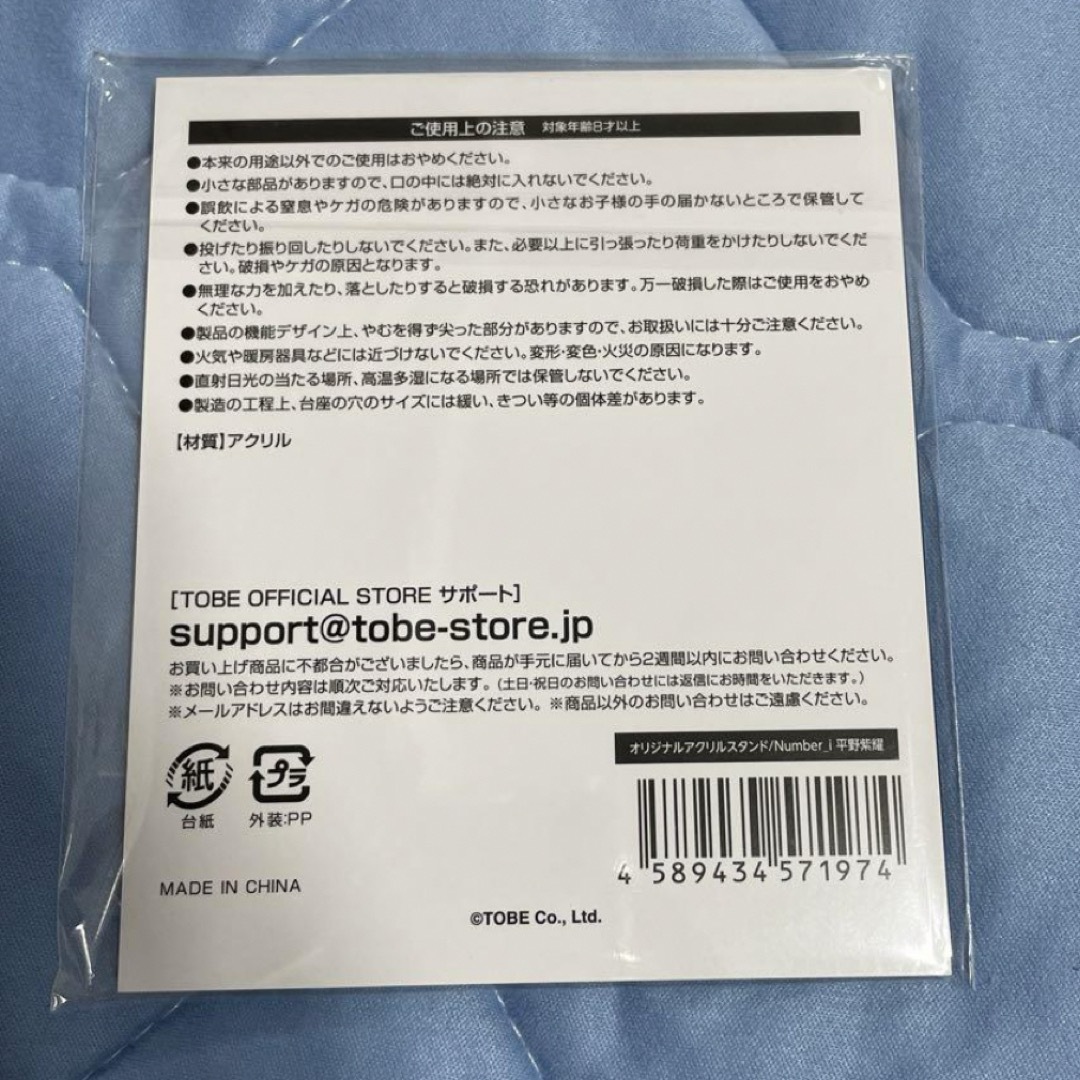 ご使用上の注意 対象年齢8才以上
●本来の用途以外でのご使用はおやめください。
●小さな部品がありますので、口の中には絶対に入れないでください。
●誤飲による窒息やケガの危険がありますので、小さなお子様の手の届かないところで保管して
ください。
●投げたり振り回したりしないでください。また、必要以上に引っ張ったり荷重をかけたりしないでくだ
さい。破損やケガの原因となります。
●無理な力を加えたり、落としたりすると破損する恐れがあります。万一破損した際はご使用をおやめ
ください。
●製品の機能デザイン上、やむを得ず尖った部分がありますので、お取扱いには十分ご注意ください。
●火気や暖房器具などには近づけないでください。変形・変色・火災の原因になります。
●直射日光の当たる場所、高温多湿になる場所では保管しないでください。
●製造の工程上、台座の穴のサイズには緩い、きつい等の個体差があります。
【材質】アクリル
[TOBE OFFICIAL STORE サポート]
support@tobe-store.jp
お買い上げ商品に不都合がございましたら、商品が手元に届いてから2週間以内にお問い合わせください。
※お問い合わせ内容は順次ご対応いたします。(土日・祝日のお問い合わせには返信にお時間をいただきます。)
※メールアドレスはお間違えないようご注意ください。※商品以外のお問い合わせはご遠慮ください。
紙
台紙
プラ
外装:PP
オリジナルアクリルスタンド/Number_i 平野紫耀
4 589434 571974
MADE IN CHINA
©TOBE Co., Ltd.